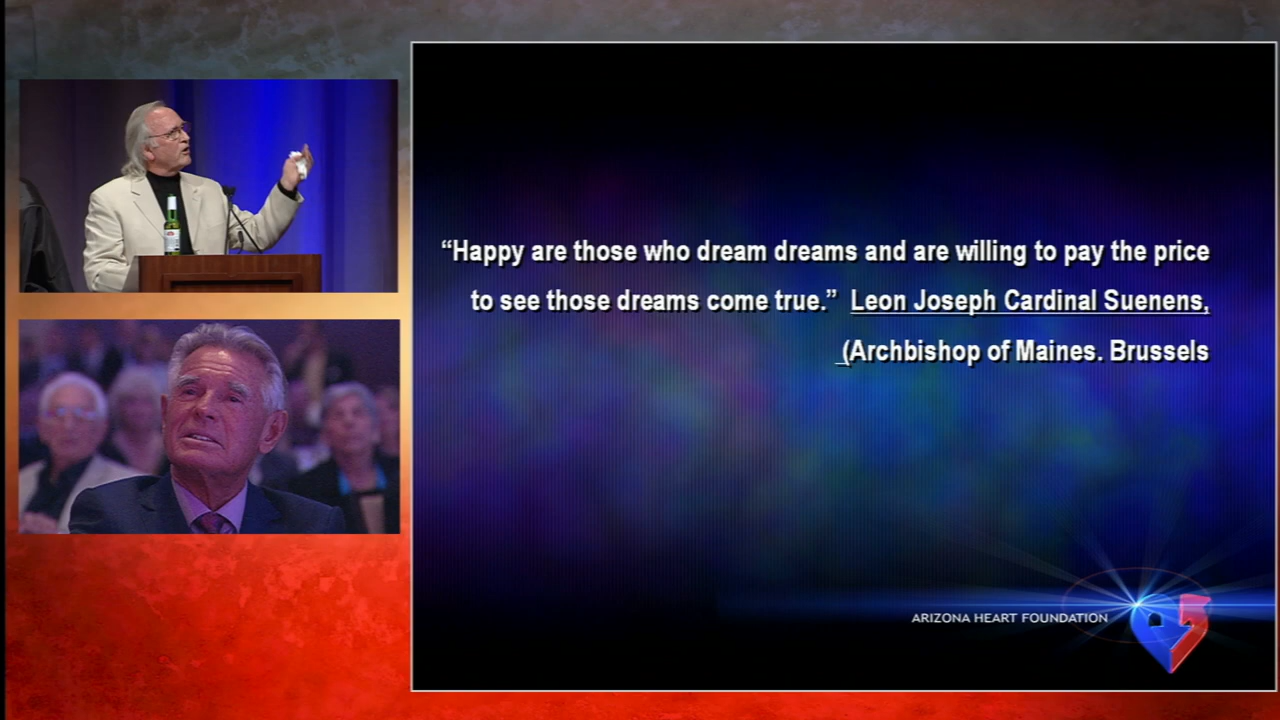 “Happy are those who dream dreams and are willing to pay the price
to see those dreams come true.” Leon Joseph Cardinal Suenens,
(Archbishop of Maines. Brussels
ARIZONA HEART FOUNDATION